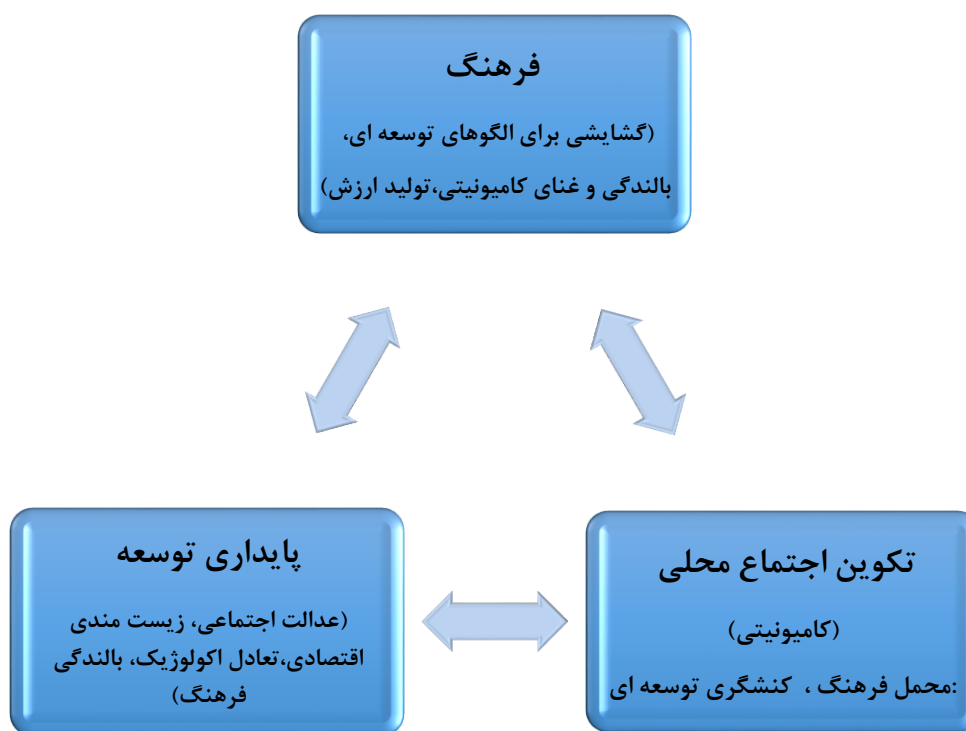 فرهنگ
(گشایشی برای الگوهای توسعه ای،
بالندگی و غنای کامیونیتی،تولید ارزش)
تکوین اجتماع محلی
(کامیونیتی)
:محمل فرهنگ ، کنشگری توسعه ای
پایداری توسعه
(عدالت اجتماعی، زیست مندی
اقتصادی،تعادل اکولوژیک، بالندگی
فرهنگ)